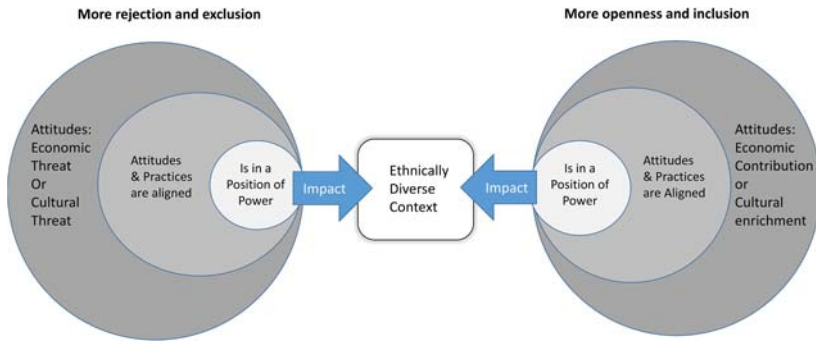 More rejection and exclusion
More openness and inclusion
Attitudes:
Economic
Threat
Or
Cultural
Threat
Attitudes
& Practices
are aligned
Is in a
Position of
Power
Impact
Ethnically
Diverse
Context
Impact
Is in a
Position of
Power
Attitudes
& Practices
are Aligned
Attitudes:
Economic
Contribution
or
Cultural
enrichment